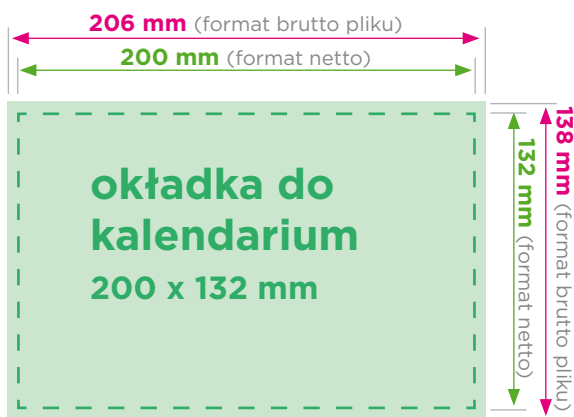 206 mm (format brutto pliku)
200 mm (format netto)
okładka do
kalendarium
200 x 132 mm
132 mm (format netto)
138 mm (format brutto pliku)